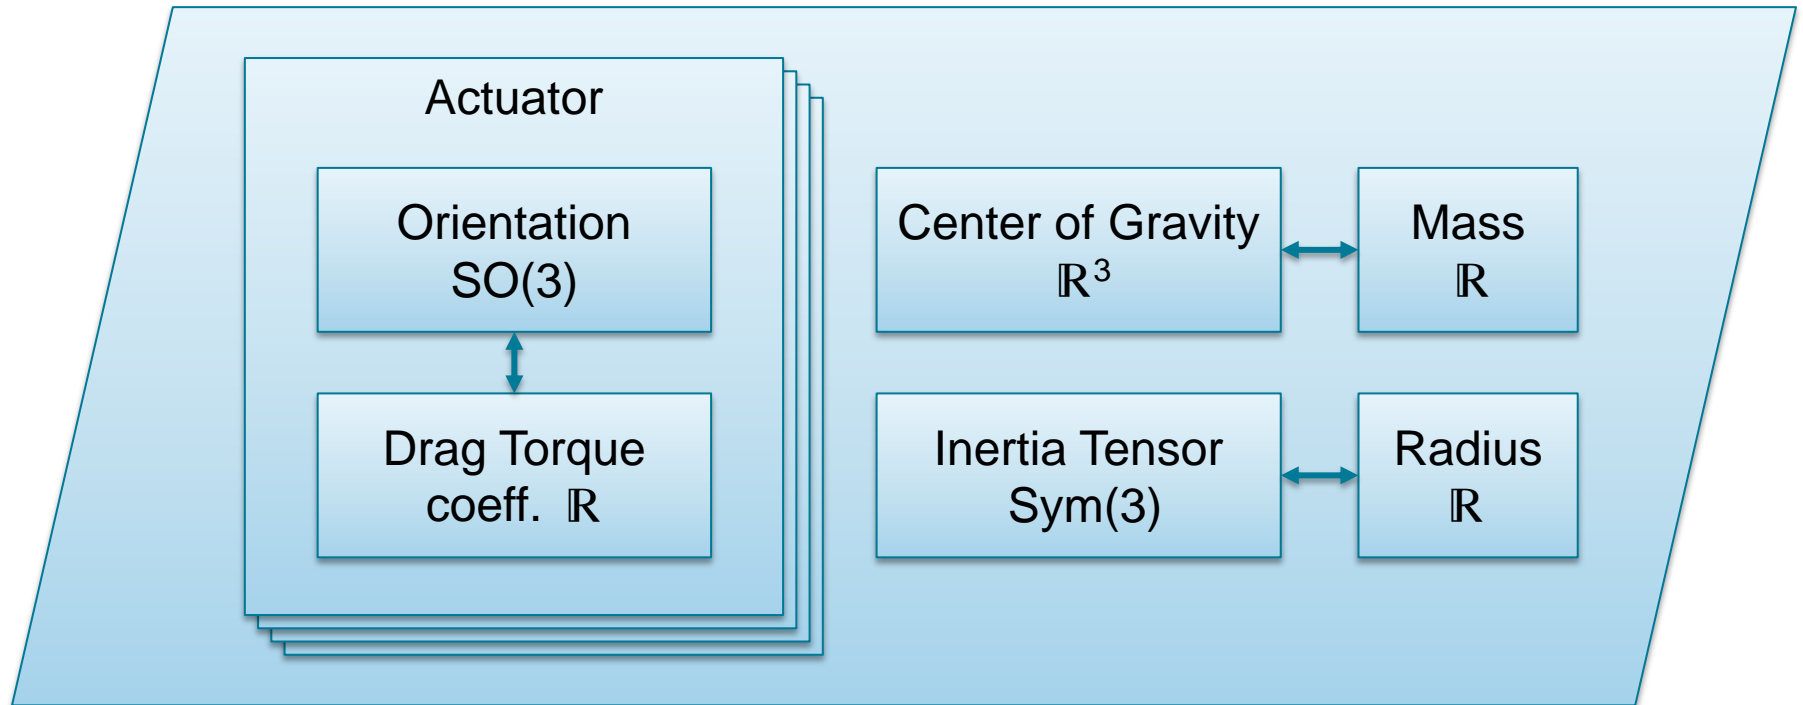 Actuator
Orientation
SO(3)
Drag Torque
coeff. ℝ
Center of Gravity
ℝ³
Mass
ℝ
Inertia Tensor
Sym(3)
Radius
ℝ